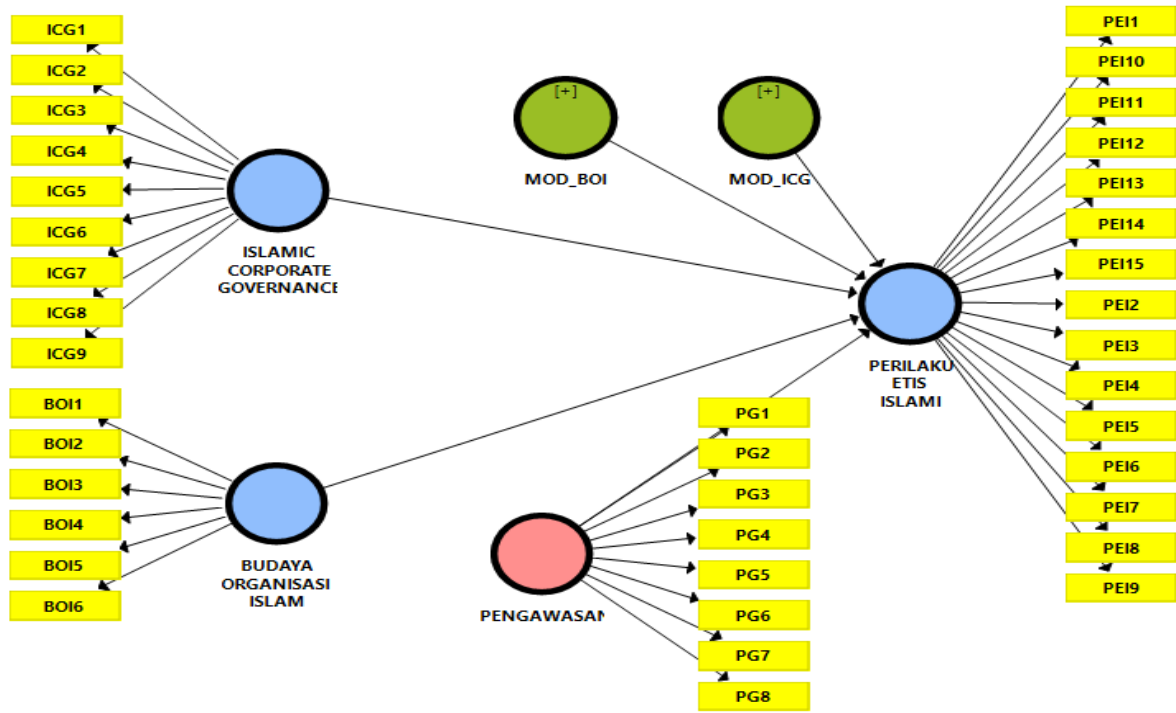 ICG1
ICG2
ICG3
ICG4
ICG5
ICG6
ICG7
ICG8
ICG9
ISLAMIC
CORPORATE
GOVERNANCE
BOI1
BOI2
BOI3
BOI4
BOI5
BOI6
BUDAYA
ORGANISASI
ISLAM
[+]
MOD_BOI
[+]
MOD_ICG
PENGAWASAN
PG1
PG2
PG3
PG4
PG5
PG6
PG7
PG8
PERILAKU
ETIS
ISLAMI
PEI1
PEI10
PEI11
PEI12
PEI13
PEI14
PEI15
PEI2
PEI3
PEI4
PEI5
PEI6
PEI7
PEI8
PEI9